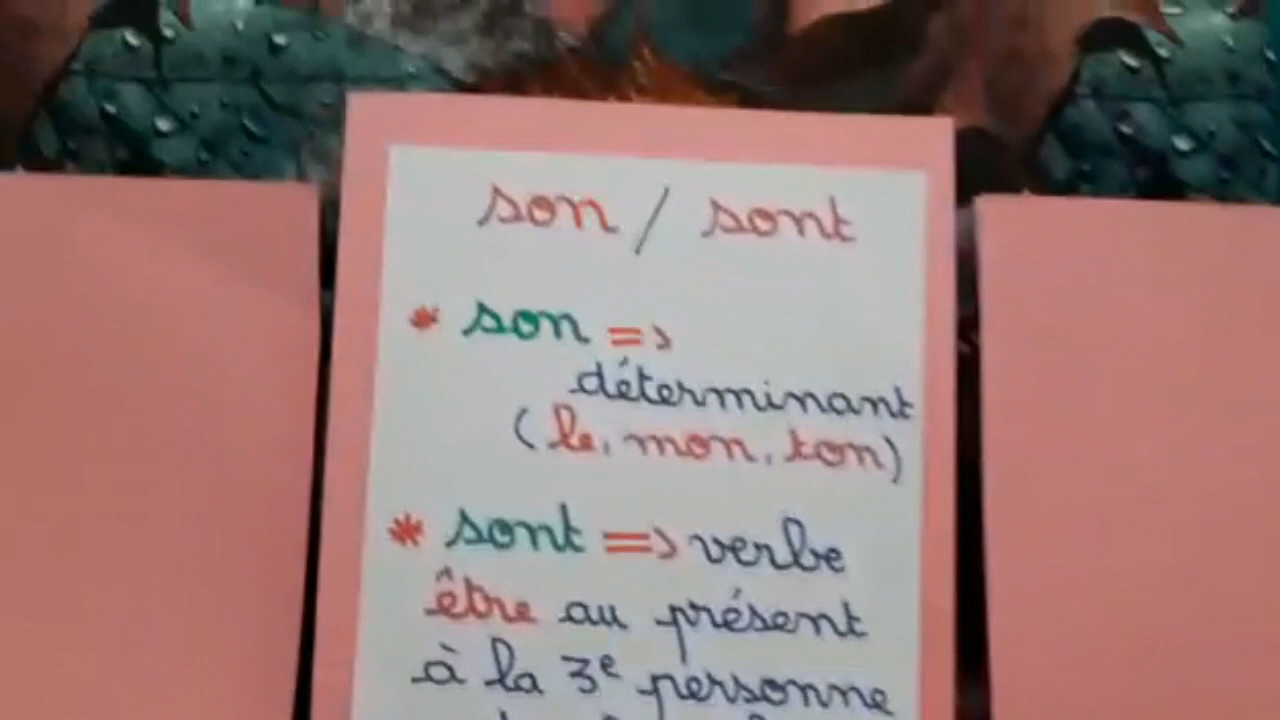 son / sont
* son =>
déterminant
(le, mon, ton)
* sont => verbe
être au présent
à la 3e personne